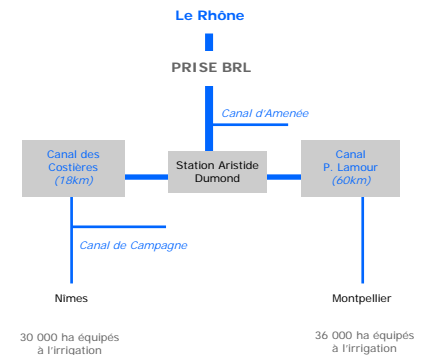 Le Rhône
PRISE BRL
Canal d'Amenée
Canal des
Costières
(18km)
Station Aristide
Dumond
Canal
P. Lamour
(60km)
Canal de Campagne
Nîmes
Montpellier
30 000 ha équipés
à l'irrigation
36 000 ha équipés
à l'irrigation